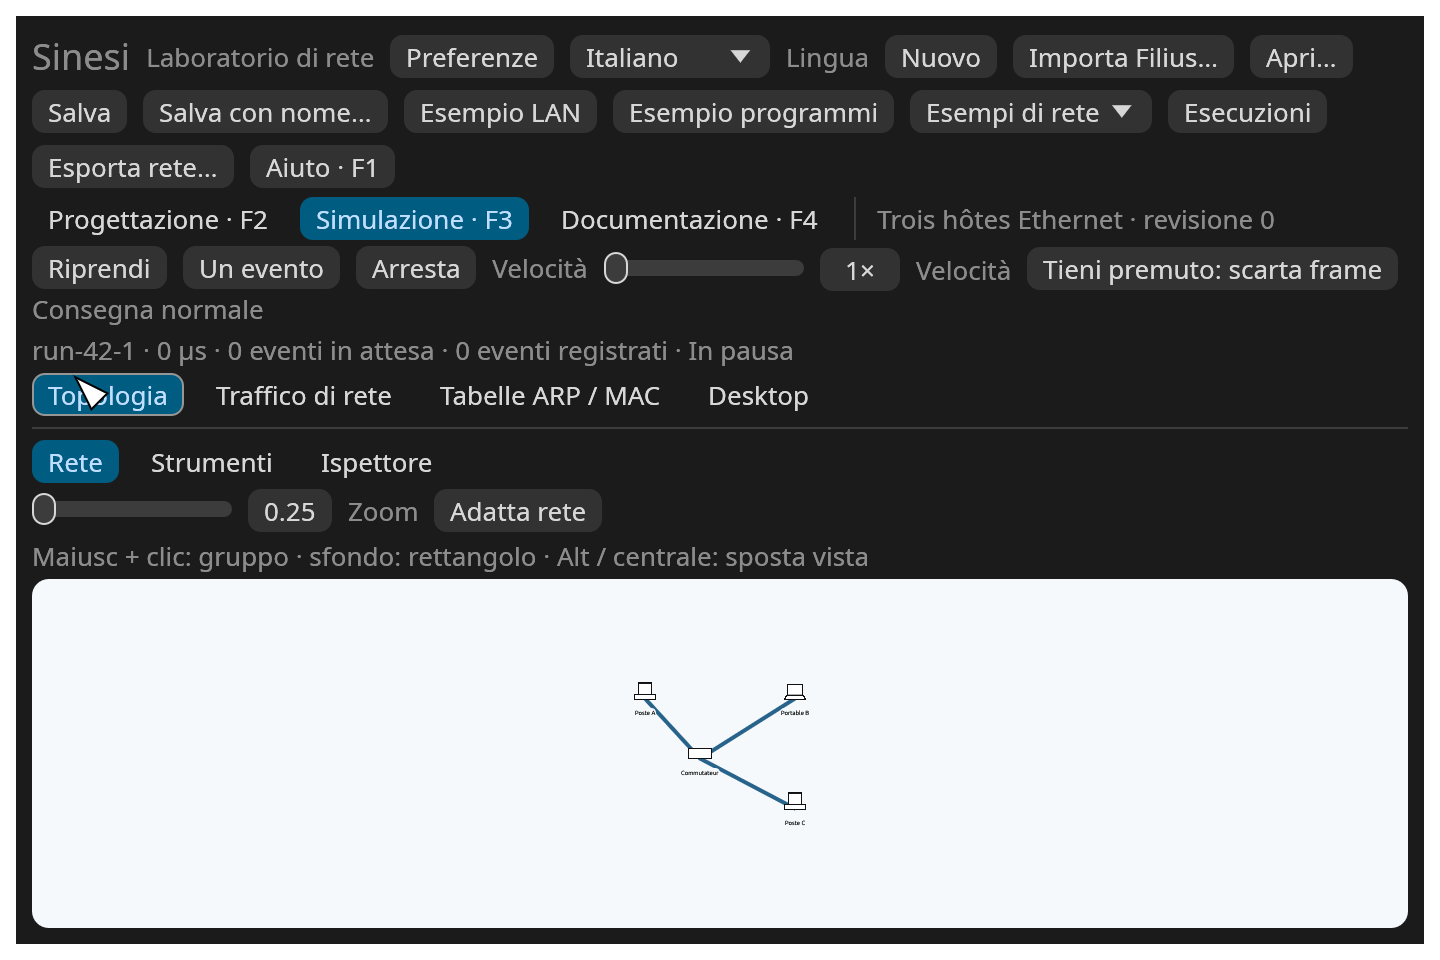 Sinesi Laboratorio di rete Preferenze Italiano Lingua Nuovo Importa Filius... Apri...
Salva Salva con nome... Esempio LAN Esempio programmi Esempi di rete Esecuzioni
Esporta rete... Aiuto · F1
Progettazione · F2 Simulazione · F3 Documentazione · F4 Trois hôtes Ethernet · revisione 0
Riprendi Un evento Arresta Velocità 1× Velocità Tieni premuto: scarta frame
Consegna normale
run-42-1 · 0 µs · 0 eventi in attesa · 0 eventi registrati · In pausa
Topologia Traffico di rete Tabelle ARP / MAC Desktop
Rete Strumenti Ispettore
0.25 Zoom Adatta rete
Maiusc + clic: gruppo · sfondo: rettangolo · Alt / centrale: sposta vista
Poste A Portable B
Commutateur
Poste C